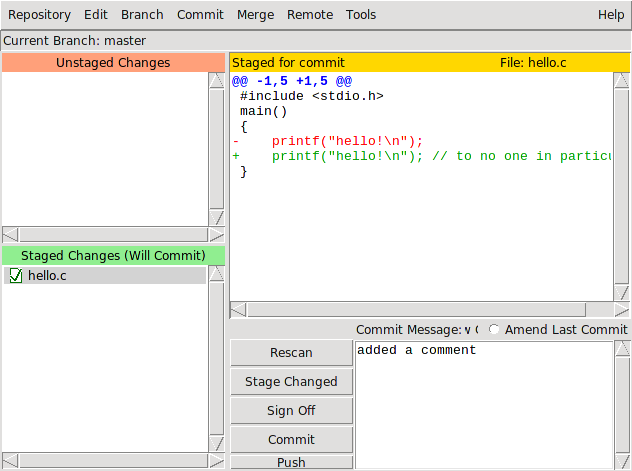 Repository Edit Branch Commit Merge Remote Tools Help
Current Branch: master
Unstaged Changes
Staged Changes (Will Commit)
hello.c
Staged for commit File: hello.c
@@ -1,5 +1,5 @@
#include <stdio.h>
main()
{
-    printf("hello!\n");
+    printf("hello!\n"); // to no one in particu
}
Commit Message: Amend Last Commit
added a comment
Rescan
Stage Changed
Sign Off
Commit
Push